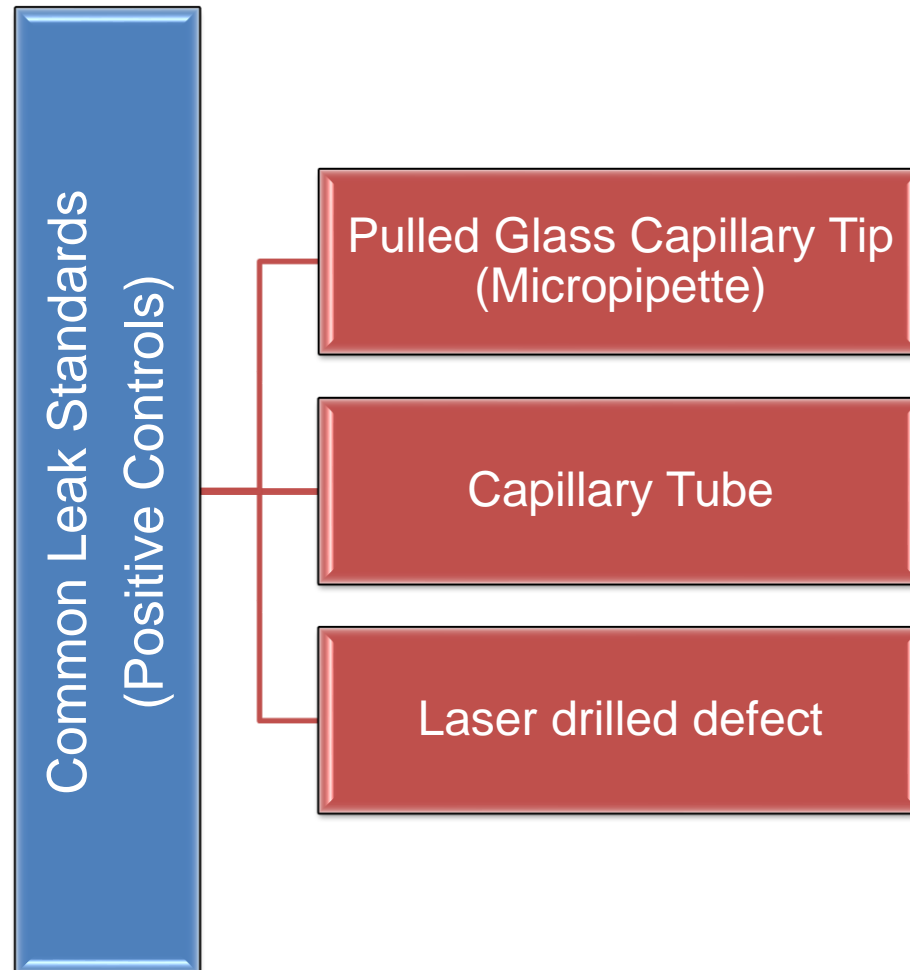 Common Leak Standards
(Positive Controls)
Pulled Glass Capillary Tip
(Micropipette)
Capillary Tube
Laser drilled defect